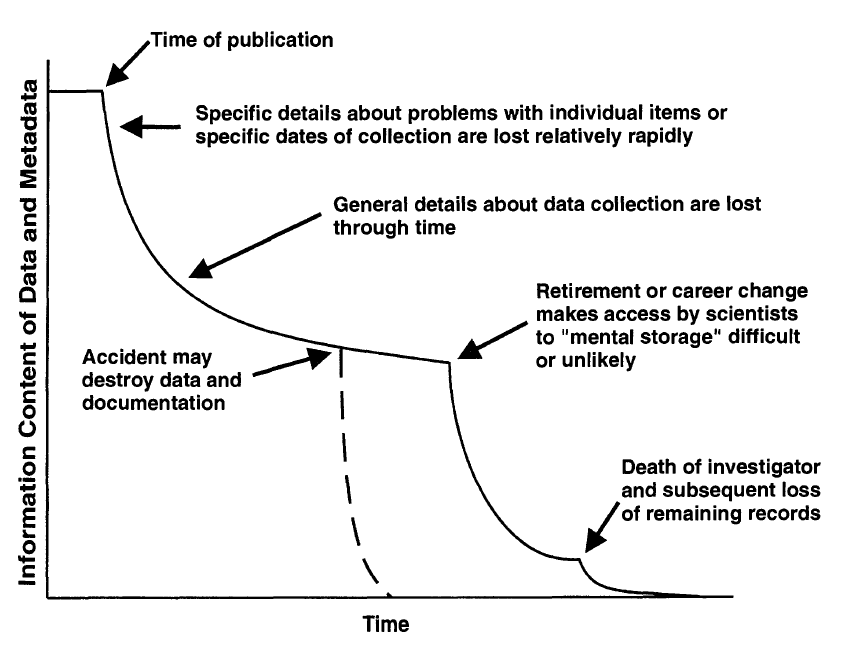 Time of publication
Specific details about problems with individual items or
specific dates of collection are lost relatively rapidly
General details about data collection are lost
through time
Retirement or career change
makes access by scientists
to "mental storage" difficult
or unlikely
Accident may
destroy data and
documentation
Death of investigator
and subsequent loss
of remaining records
Information Content of Data and Metadata
Time